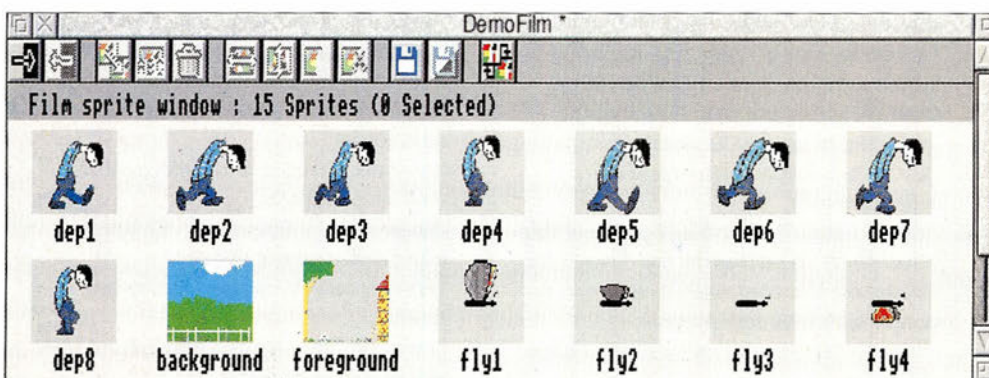 DemoFilm *
Film sprite window : 15 Sprites (0 Selected)
dep1 dep2 dep3 dep4 dep5 dep6 dep7
dep8 background foreground fly1 fly2 fly3 fly4